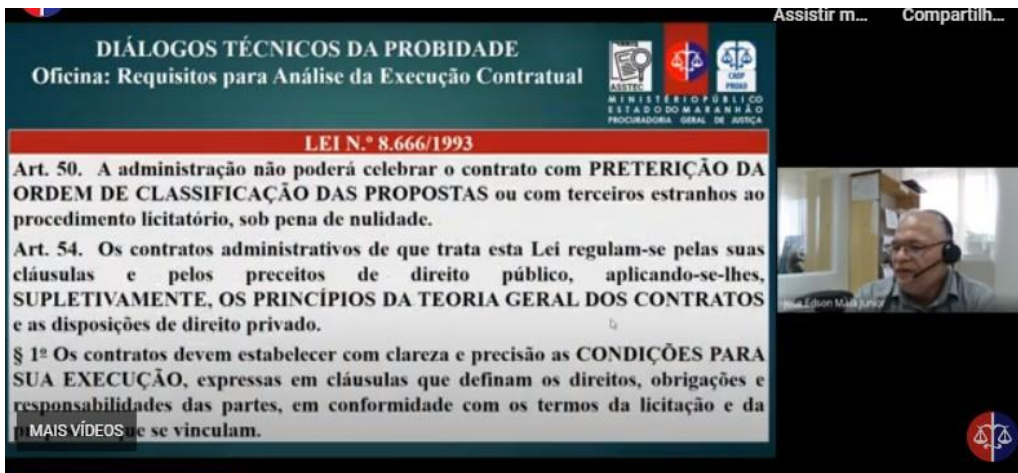 Assistir m... Compartilh...
DIÁLOGOS TÉCNICOS DA PROBIDADE
Oficina: Requisitos para Análise da Execução Contratual
ASSTEC
CAOP
PROAD
MINISTÉRIO PÚBLICO
ESTADO DO MARANHÃO
PROCURADORIA GERAL DE JUSTIÇA
LEI N.º 8.666/1993
Art. 50. A administração não poderá celebrar o contrato com PRETERIÇÃO DA
ORDEM DE CLASSIFICAÇÃO DAS PROPOSTAS ou com terceiros estranhos ao
procedimento licitatório, sob pena de nulidade.
Art. 54. Os contratos administrativos de que trata esta Lei regulam-se pelas suas
cláusulas e pelos preceitos de direito público, aplicando-se-lhes,
SUPLETIVAMENTE, OS PRINCÍPIOS DA TEORIA GERAL DOS CONTRATOS
e as disposições de direito privado.
§ 1º Os contratos devem estabelecer com clareza e precisão as CONDIÇÕES PARA
SUA EXECUÇÃO, expressas em cláusulas que definam os direitos, obrigações e
responsabilidades das partes, em conformidade com os termos da licitação e da
que se vinculam.
MAIS VÍDEOS
José Edson Maia Junior